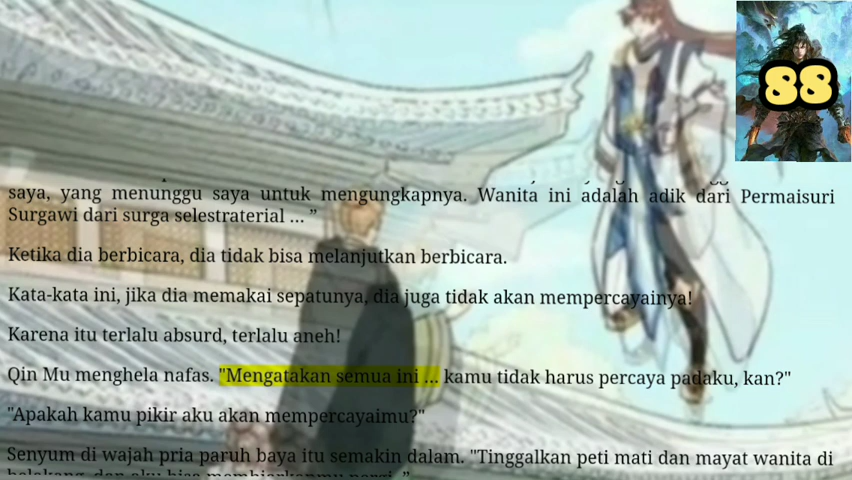 88
saya, yang menunggu saya untuk mengungkapnya. Wanita ini adalah adik dari Permaisuri
Surgawi dari surga selestraterial ... ”
Ketika dia berbicara, dia tidak bisa melanjutkan berbicara.
Kata-kata ini, jika dia memakai sepatunya, dia juga tidak akan mempercayainya!
Karena itu terlalu absurd, terlalu aneh!
Qin Mu menghela nafas. "Mengatakan semua ini ... kamu tidak harus percaya padaku, kan?"
"Apakah kamu pikir aku akan mempercayaimu?"
Senyum di wajah pria paruh baya itu semakin dalam. "Tinggalkan peti mati dan mayat wanita di